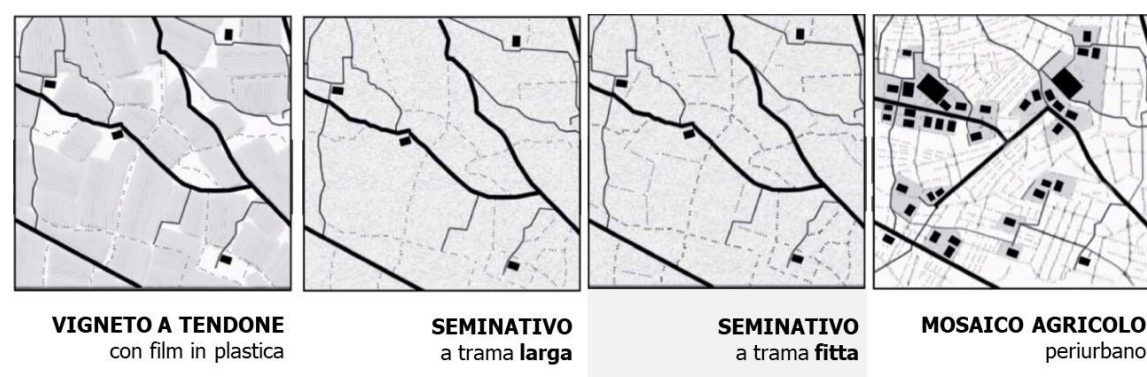 VIGNETO A TENDONE
con film in plastica
SEMINATIVO
a trama larga
SEMINATIVO
a trama fitta
MOSAICO AGRICOLO
periurbano